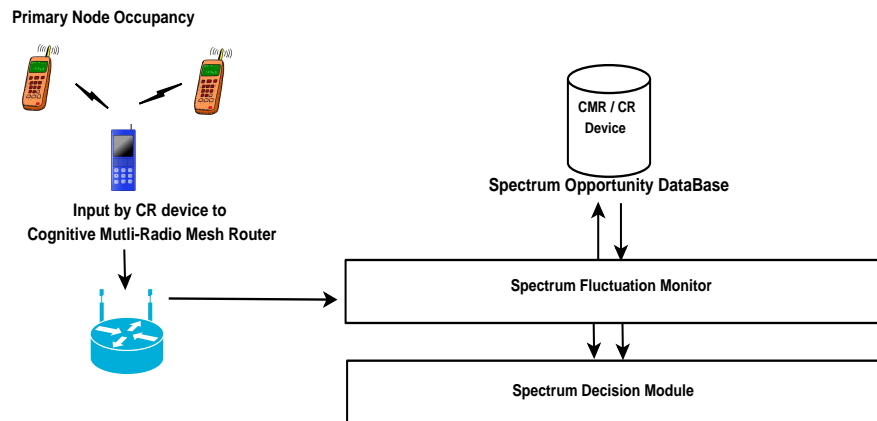 Primary Node Occupancy
CMR / CR
Device
Spectrum Opportunity DataBase
Input by CR device to
Cognitive Mutli-Radio Mesh Router
Spectrum Fluctuation Monitor
Spectrum Decision Module